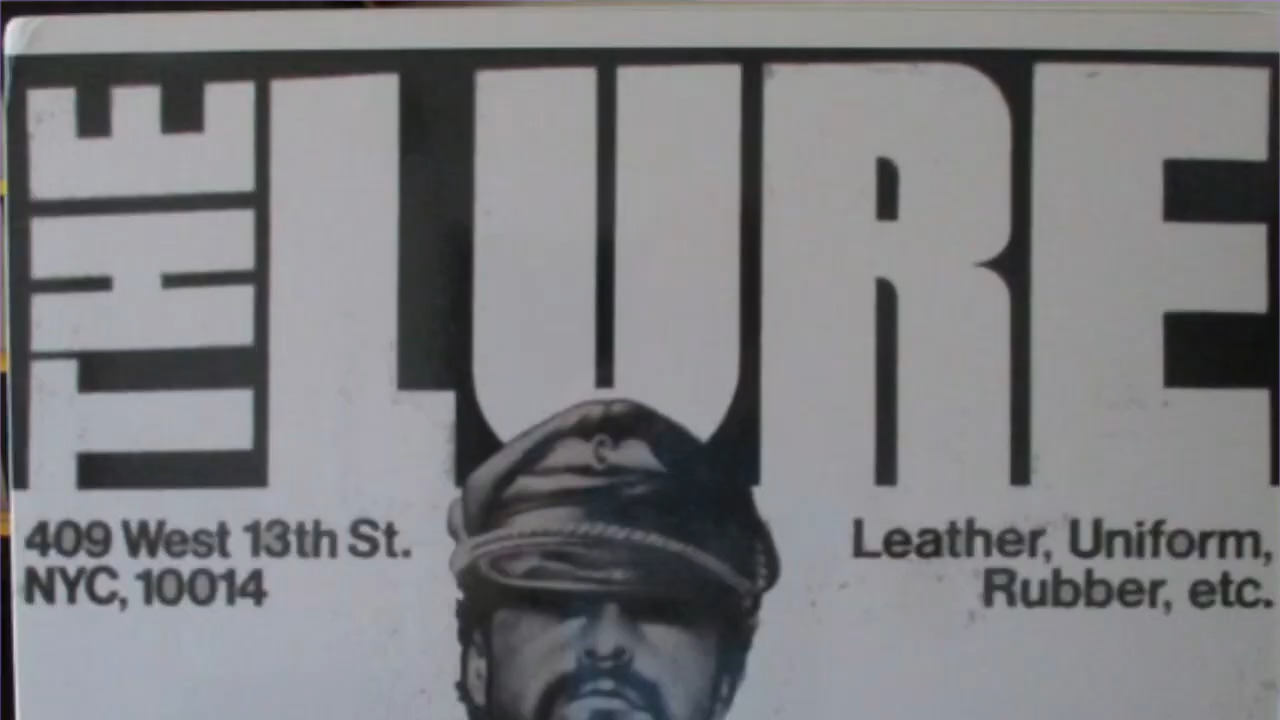 THE LURE
409 West 13th St.
NYC, 10014
Leather, Uniform,
Rubber, etc.